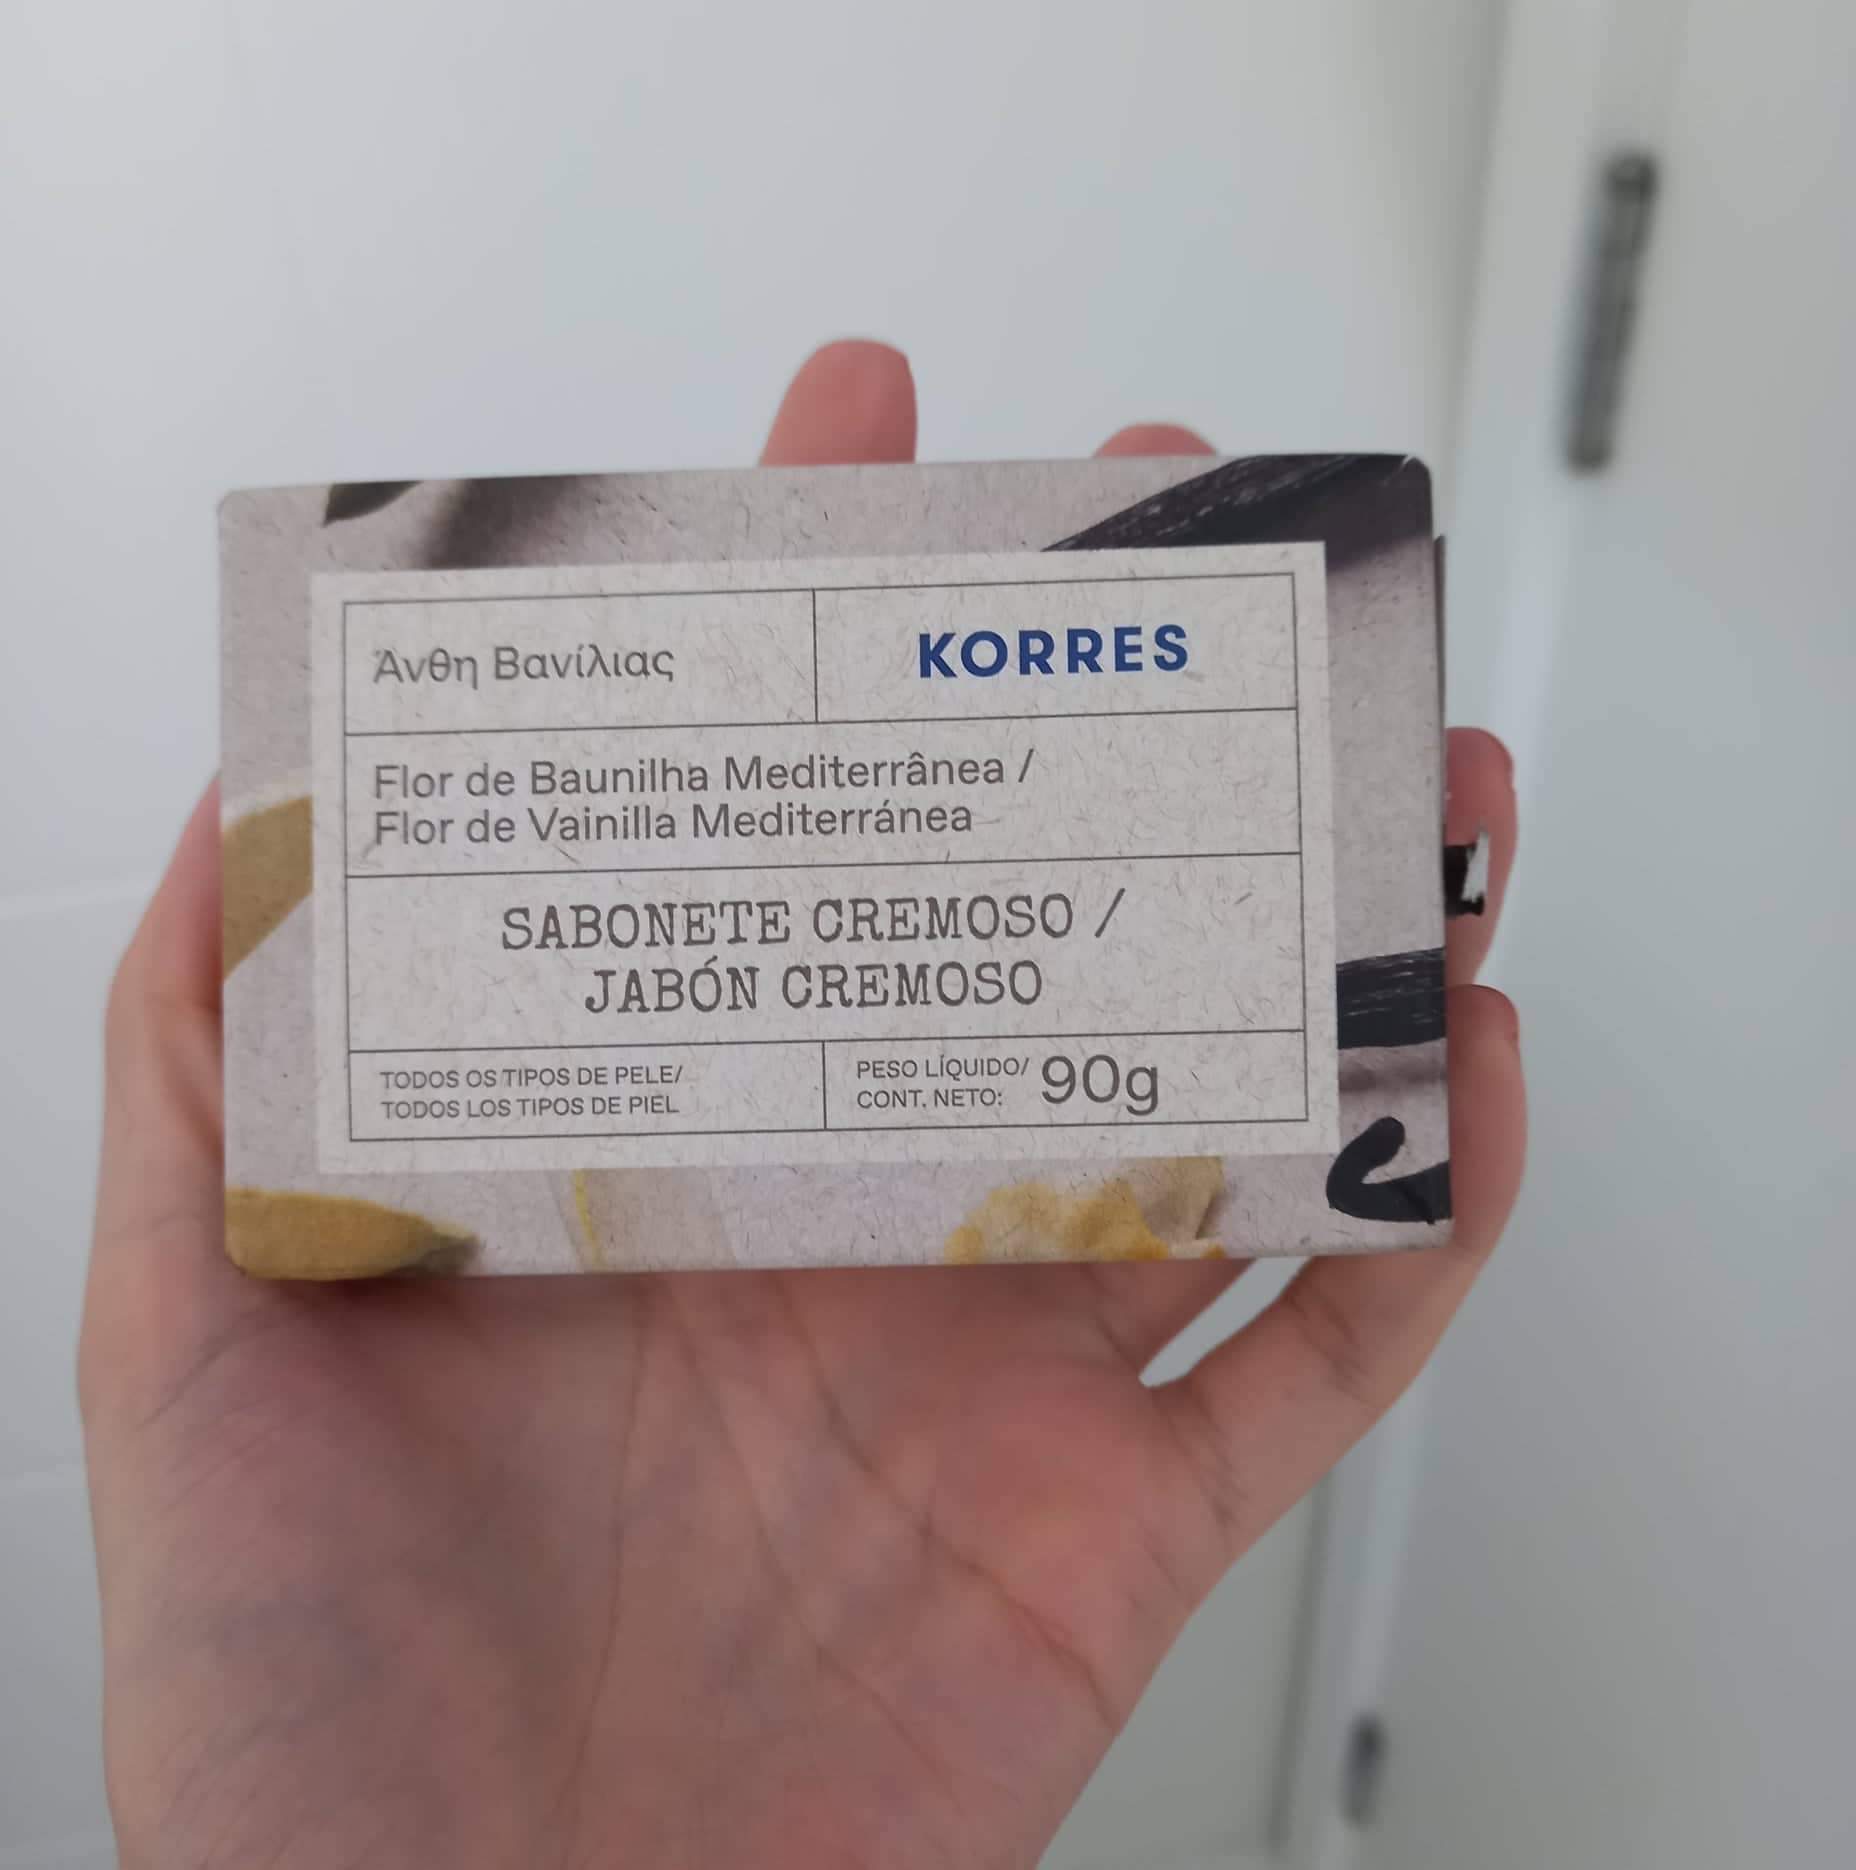 Άνθη Βανίλιας
KORRES
Flor de Baunilha Mediterrânea /
Flor de Vainilla Mediterránea
SABONETE CREMOSO /
JABÓN CREMOSO
TODOS OS TIPOS DE PELE/
TODOS LOS TIPOS DE PIEL
PESO LÍQUIDO/
CONT. NETO: 90g